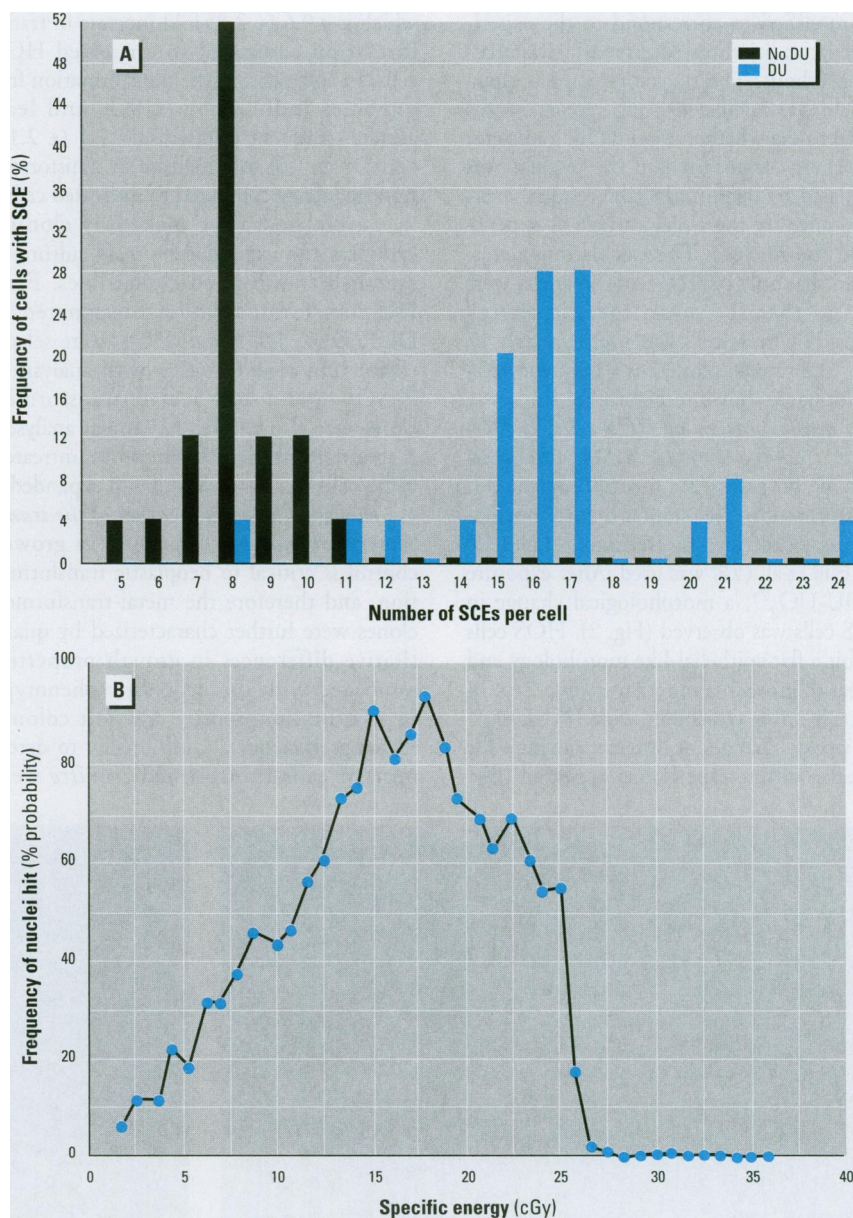 A
No DU
DU
Frequency of cells with SCE (%)
52
48
44
40
36
32
28
24
20
16
12
8
4
0
5 6 7 8 9 10 11 12 13 14 15 16 17 18 19 20 21 22 23 24
Number of SCEs per cell
B
Frequency of nuclei hit (% probability)
100
80
60
40
20
0
0 5 10 15 20 25 30 35 40
Specific energy (cGy)